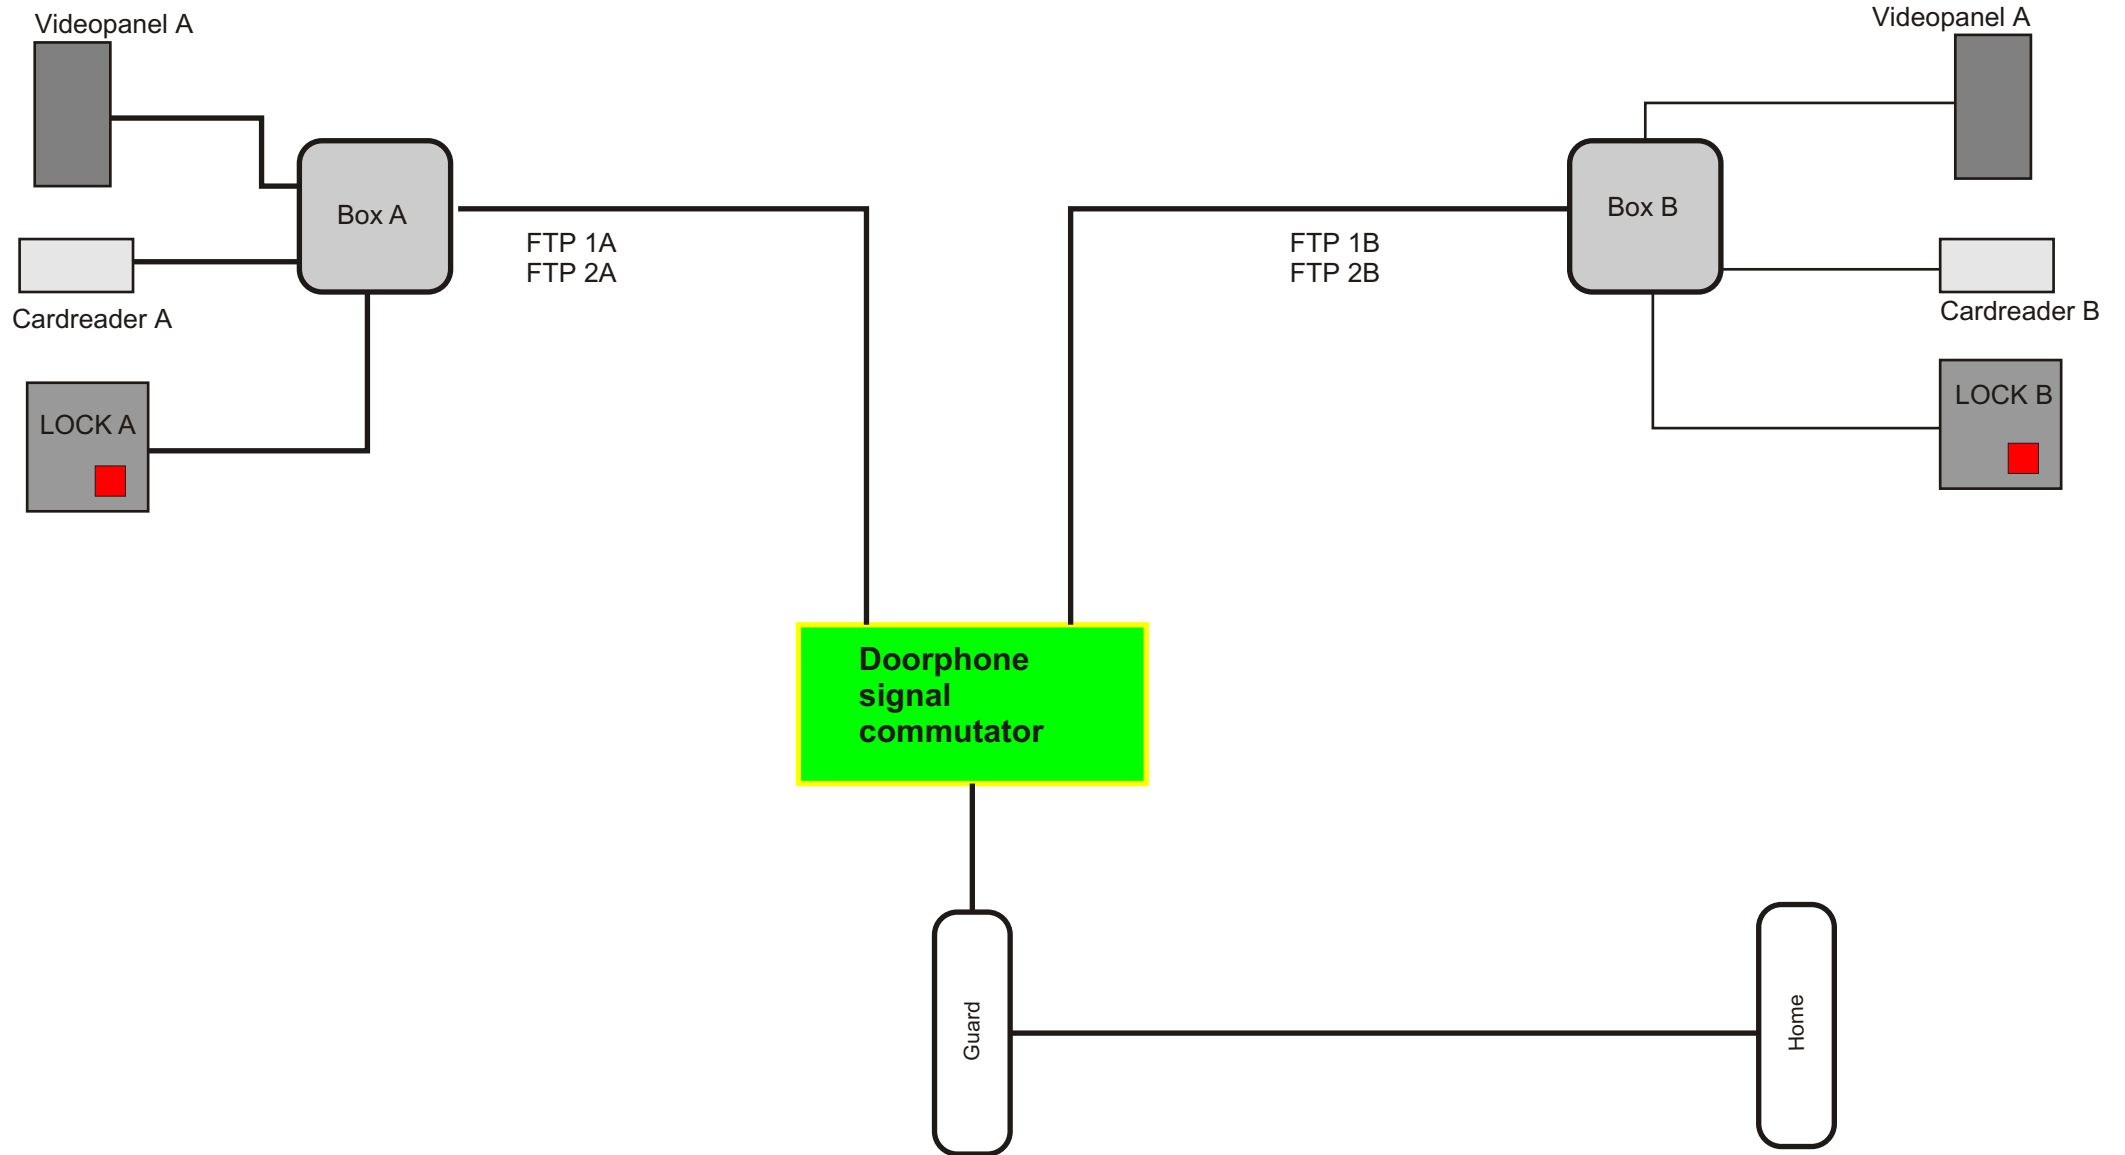 Videopanel A
Videopanel A
Box A
Box B
FTP 1A
FTP 2A
FTP 1B
FTP 2B
Cardreader A
Cardreader B
LOCK A
LOCK B
Doorphone
signal
commutator
Guard
Home